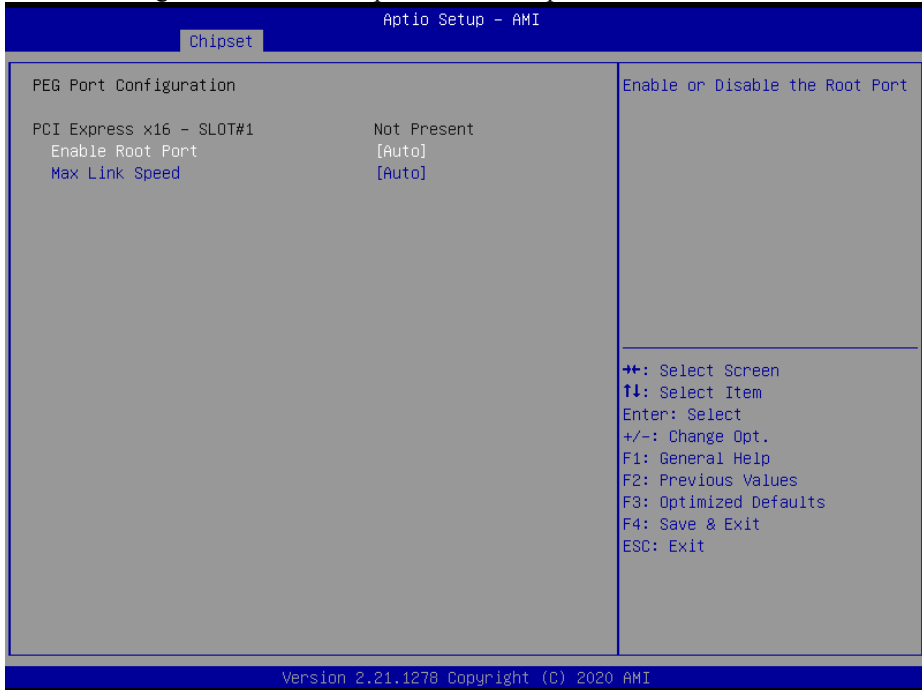 Aptio Setup – AMI
Chipset
PEG Port Configuration
PCI Express x16 – SLOT#1 Not Present
Enable Root Port [Auto]
Max Link Speed [Auto]
Enable or Disable the Root Port
→←: Select Screen
↑↓: Select Item
Enter: Select
+/-: Change Opt.
F1: General Help
F2: Previous Values
F3: Optimized Defaults
F4: Save & Exit
ESC: Exit
Version 2.21.1278 Copyright (C) 2020 AMI